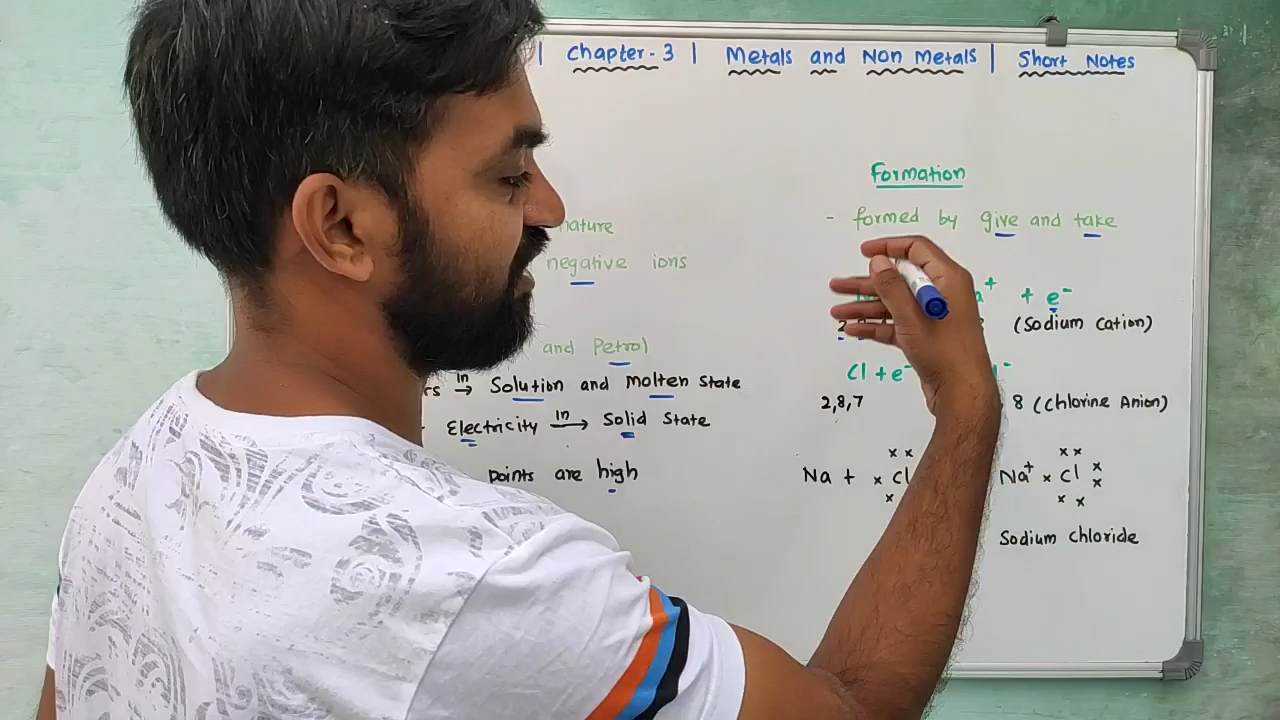 | Chapter - 3 | Metals and Non Metals | Short Notes
Formation
nature
- formed by give and take
negative ions
+ e⁻
(Sodium Cation)
and Petrol
Cl + e⁻
in → Solution and Molten State
2,8,7
8 (Chlorine Anion)
Electricity in → Solid State
points are high
Na + × Cl
Na⁺ × Cl
Sodium Chloride